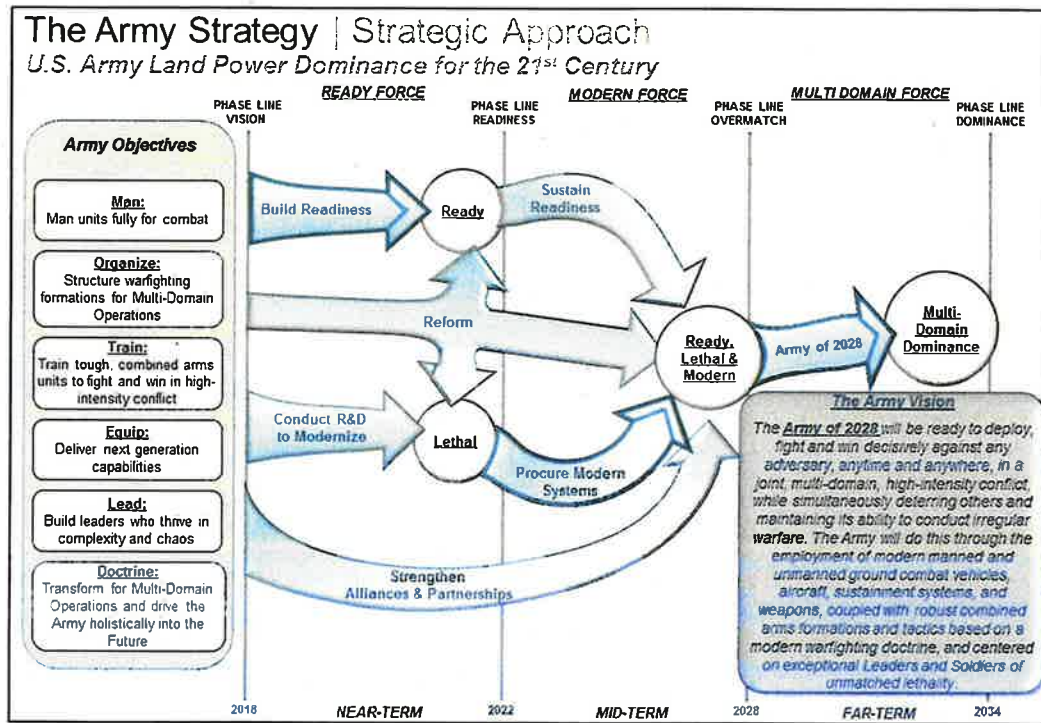 The Army Strategy | Strategic Approach
U.S. Army Land Power Dominance for the 21st Century
READY FORCE
MODERN FORCE
MULTI DOMAIN FORCE
PHASE LINE
VISION
PHASE LINE
READINESS
PHASE LINE
OVERMATCH
PHASE LINE
DOMINANCE
Army Objectives
Man:
Man units fully for combat
Organize:
Structure warfighting
formations for Multi-Domain
Operations
Train:
Train tough, combined arms
units to fight and win in high-
intensity conflict
Equip:
Deliver next generation
capabilities
Lead:
Build leaders who thrive in
complexity and chaos
Doctrine:
Transform for Multi-Domain
Operations and drive the
Army holistically into the
Future
Build Readiness
Ready
Sustain
Readiness
Reform
Conduct R&D
to Modernize
Lethal
Procure Modern
Systems
Strengthen
Alliances & Partnerships
Ready,
Lethal &
Modern
Army of 2028
Multi-
Domain
Dominance
The Army Vision
The Army of 2028 will be ready to deploy,
fight and win decisively against any
adversary, anytime and anywhere, in a
joint, multi-domain, high-intensity conflict,
while simultaneously deterring others and
maintaining its ability to conduct irregular
warfare. The Army will do this through the
employment of modern manned and
unmanned ground combat vehicles,
aircraft, sustainment systems, and
weapons, coupled with robust combined
arms formations and tactics based on a
modern warfighting doctrine, and centered
on exceptional Leaders and Soldiers of
unmatched lethality.
2018
NEAR-TERM
2022
MID-TERM
2028
FAR-TERM
2034